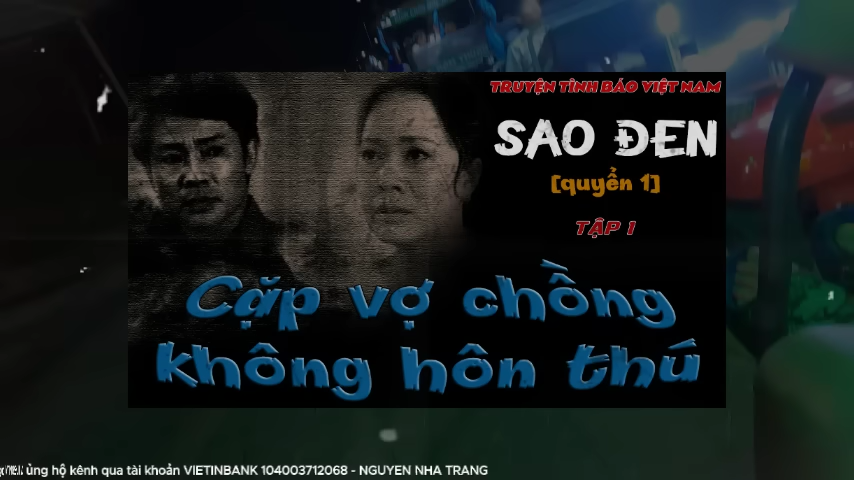 TRUYỆN TÌNH BÁO VIỆT NAM
SAO ĐEN
[quyển 1]
TẬP 1
Cặp vợ chồng
không hôn thú
ủng hộ kênh qua tài khoản VIETINBANK 104003712068 - NGUYEN NHA TRANG